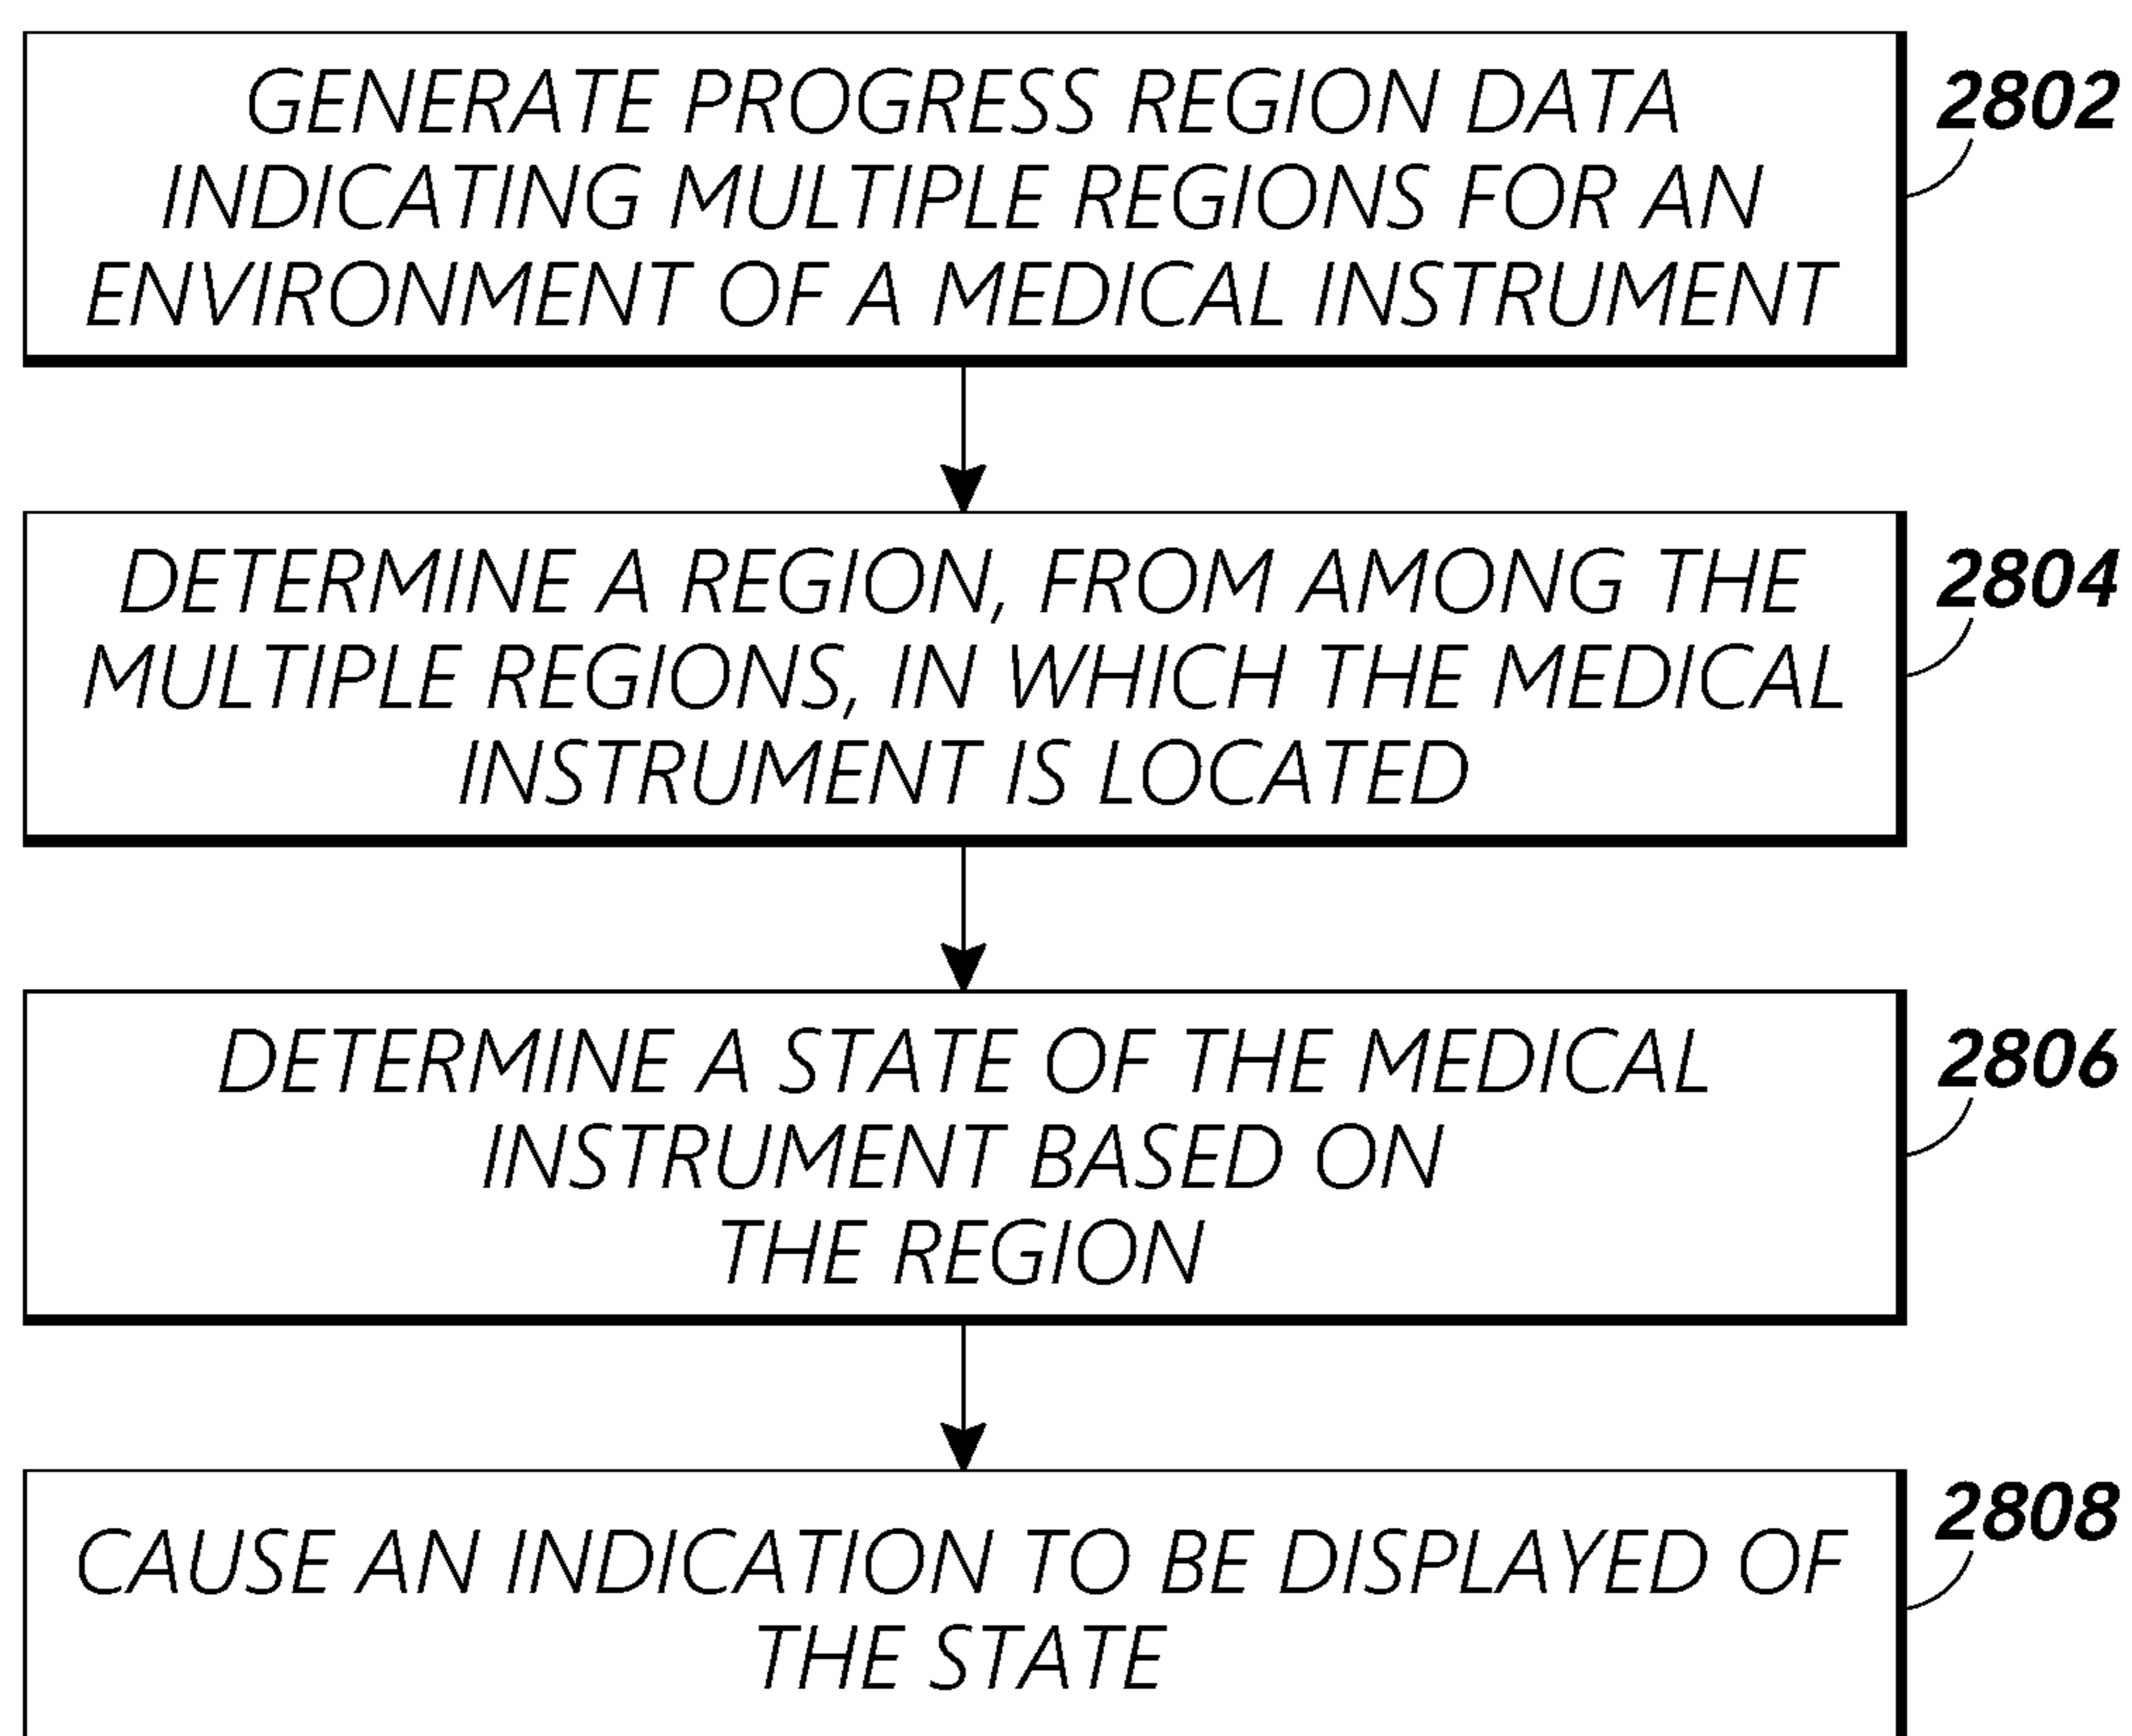 GENERATE PROGRESS REGION DATA
INDICATING MULTIPLE REGIONS FOR AN
ENVIRONMENT OF A MEDICAL INSTRUMENT
2802
DETERMINE A REGION, FROM AMONG THE
MULTIPLE REGIONS, IN WHICH THE MEDICAL
INSTRUMENT IS LOCATED
2804
DETERMINE A STATE OF THE MEDICAL
INSTRUMENT BASED ON
THE REGION
2806
CAUSE AN INDICATION TO BE DISPLAYED OF
THE STATE
2808